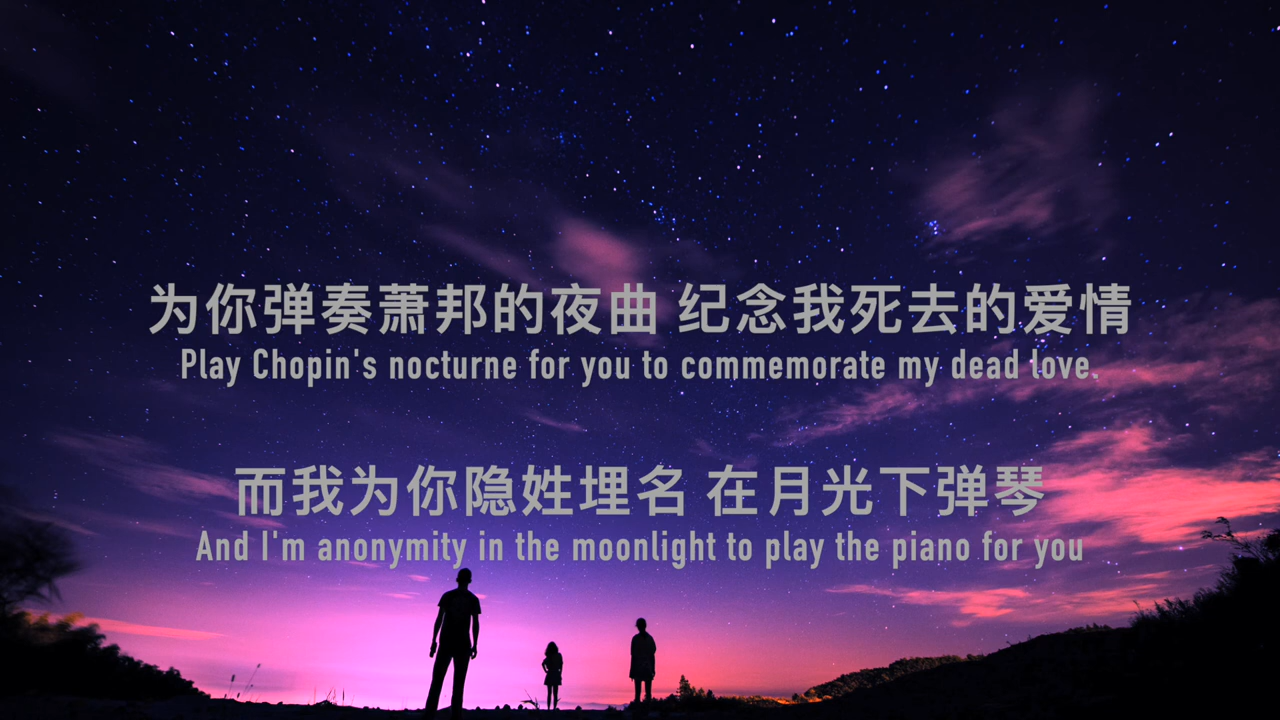 为你弹奏萧邦的夜曲 纪念我死去的爱情
Play Chopin's nocturne for you to commemorate my dead love.
而我为你隐姓埋名 在月光下弹琴
And I'm anonymity in the moonlight to play the piano for you